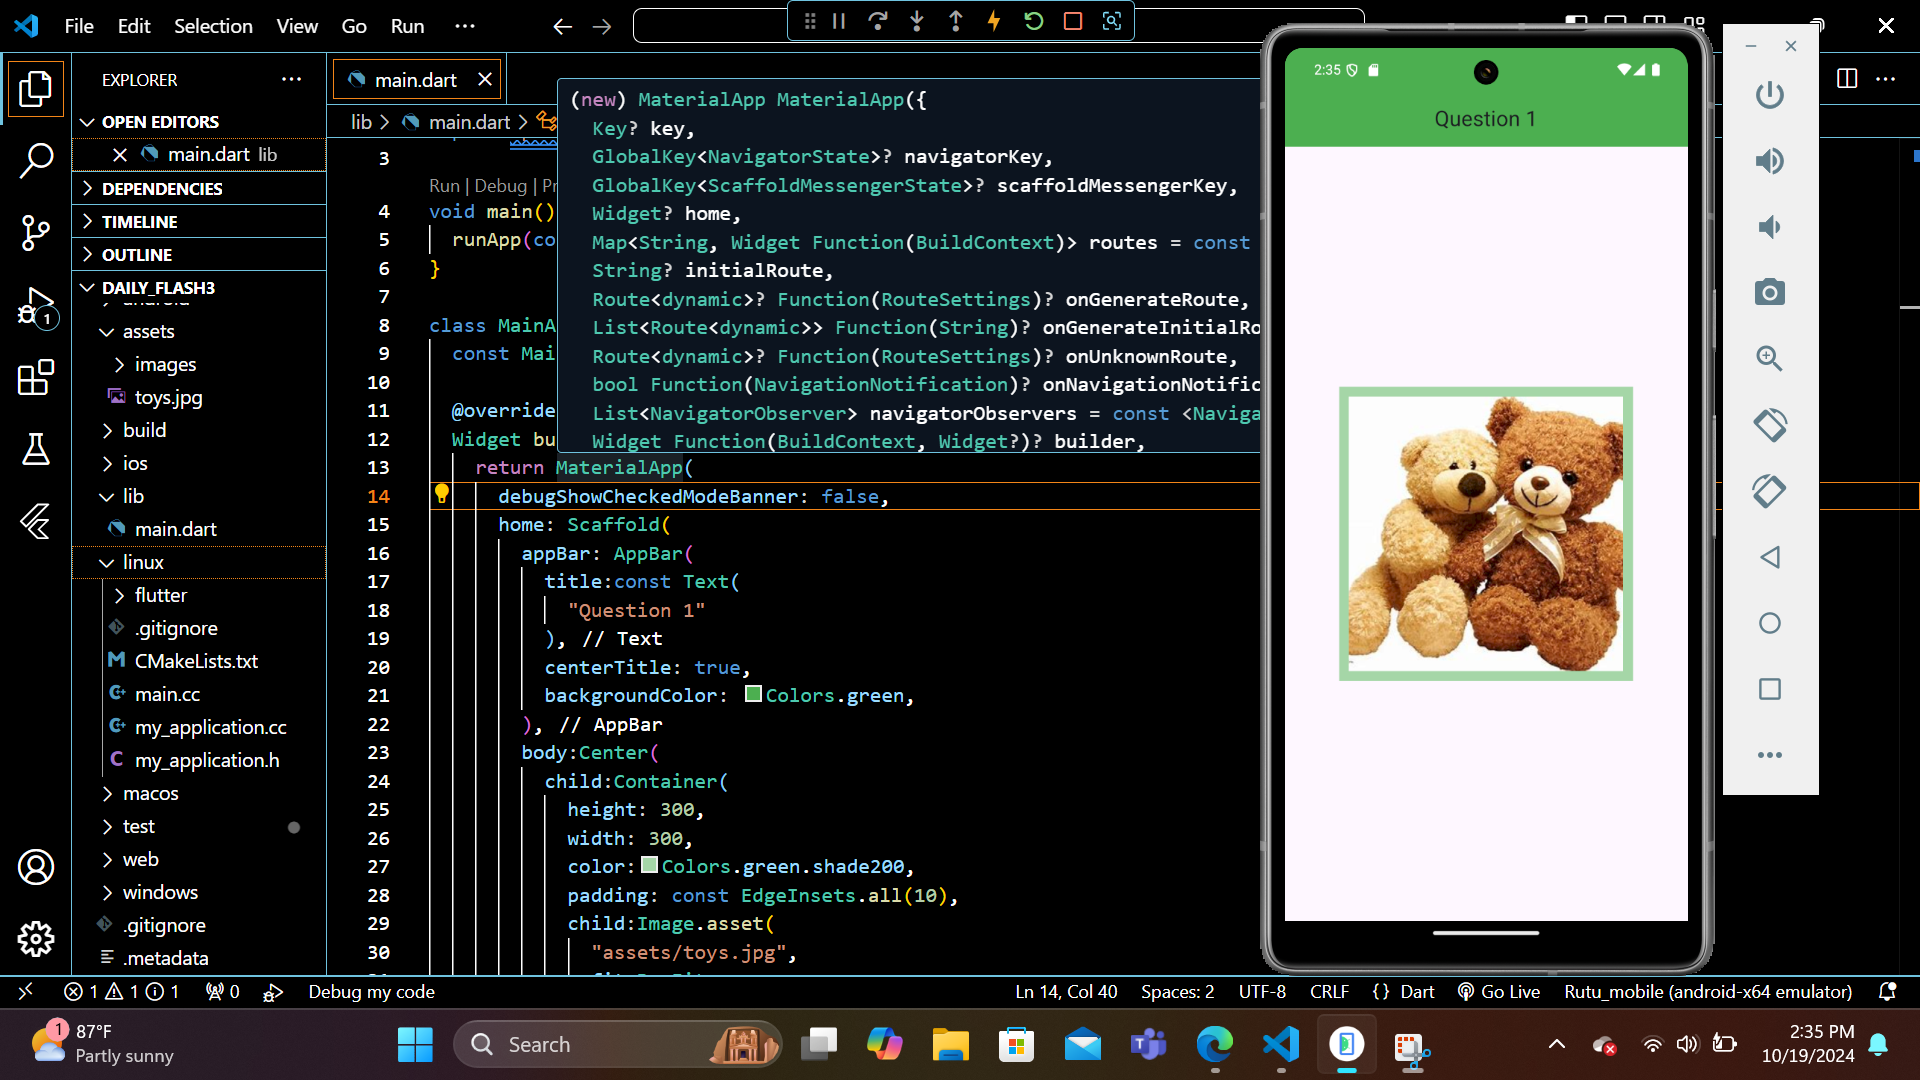 File Edit Selection View Go Run ...
EXPLORER
OPEN EDITORS
main.dart lib
DEPENDENCIES
TIMELINE
OUTLINE
DAILY_FLASH3
android
assets
images
toys.jpg
build
ios
lib
main.dart
linux
flutter
.gitignore
CMakeLists.txt
main.cc
my_application.cc
my_application.h
macos
test
web
windows
.gitignore
.metadata
1
main.dart
lib > main.dart >
(new) MaterialApp MaterialApp({
Key? key,
GlobalKey<NavigatorState>? navigatorKey,
GlobalKey<ScaffoldMessengerState>? scaffoldMessengerKey,
Widget? home,
Map<String, Widget Function(BuildContext)> routes = const
String? initialRoute,
Route<dynamic>? Function(RouteSettings)? onGenerateRoute,
List<Route<dynamic>> Function(String)? onGenerateInitialRo
Route<dynamic>? Function(RouteSettings)? onUnknownRoute,
bool Function(NavigationNotification)? onNavigationNotific
List<NavigatorObserver> navigatorObservers = const <Naviga
Widget Function(BuildContext, Widget?)? builder,
3
Run | Debug | Pr
4 void main()
5 runApp(co
6 }
7
8 class MainA
9 const Mai
10
11 @override
12 Widget bu
13 return MaterialApp(
14 debugShowCheckedModeBanner: false,
15 home: Scaffold(
16 appBar: AppBar(
17 title:const Text(
18 "Question 1"
19 ), // Text
20 centerTitle: true,
21 backgroundColor: Colors.green,
22 ), // AppBar
23 body:Center(
24 child:Container(
25 height: 300,
26 width: 300,
27 color: Colors.green.shade200,
28 padding: const EdgeInsets.all(10),
29 child:Image.asset(
30 "assets/toys.jpg",
2:35
Question 1
1 1 1 0 Debug my code
Ln 14, Col 40 Spaces: 2 UTF-8 CRLF {} Dart Go Live Rutu_mobile (android-x64 emulator)
1
87°F
Partly sunny
Search
2:35 PM
10/19/2024